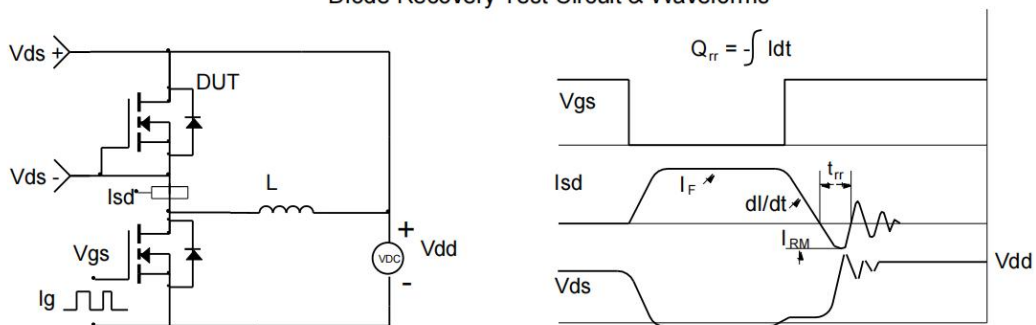 Diode Recovery Test Circuit & Waveforms
Vds +
DUT
Vds -
Isd
L
Vgs
Ig
VDC
+
-
Vdd
Qrr = -∫ Idt
Vgs
Isd
IF
dI/dt
trr
IRM
Vdd
Vds